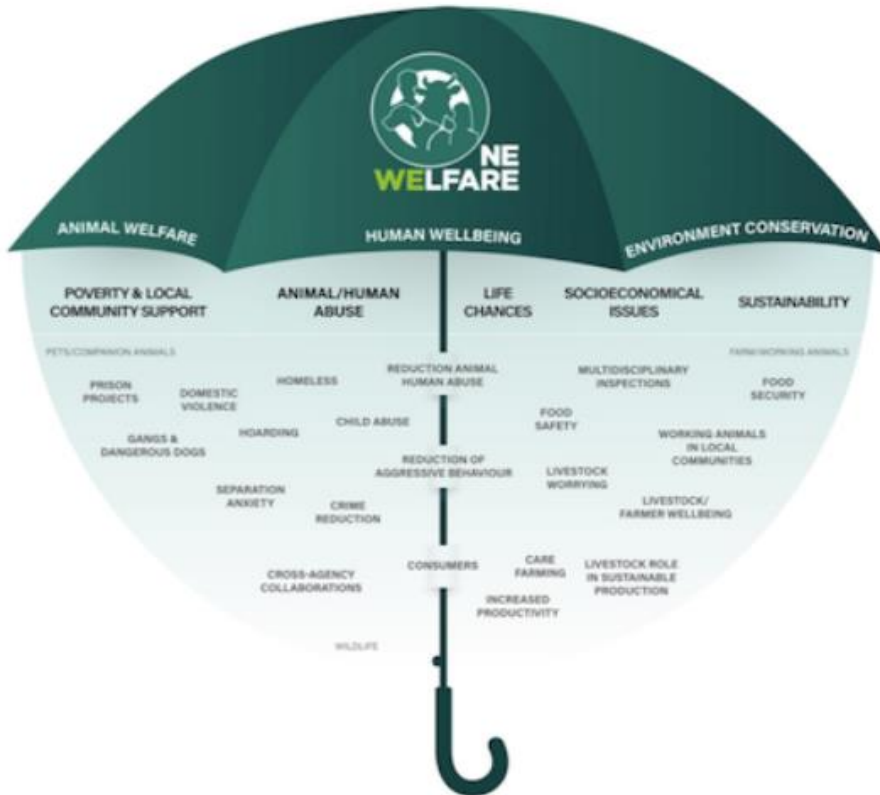 NE
WELFARE
ANIMAL WELFARE
HUMAN WELLBEING
ENVIRONMENT CONSERVATION
POVERTY & LOCAL
COMMUNITY SUPPORT
ANIMAL/HUMAN
ABUSE
LIFE
CHANCES
SOCIOECONOMICAL
ISSUES
SUSTAINABILITY
PETS/COMPANION ANIMALS
FARM/WORKING ANIMALS
PRISON
PROJECTS
DOMESTIC
VIOLENCE
HOMELESS
REDUCTION ANIMAL
HUMAN ABUSE
MULTIDISCIPLINARY
INSPECTIONS
FOOD
SECURITY
GANGS &
DANGEROUS DOGS
HOARDING
CHILD ABUSE
FOOD
SAFETY
WORKING ANIMALS
IN LOCAL
COMMUNITIES
REDUCTION OF
AGGRESSIVE BEHAVIOUR
LIVESTOCK
WORRYING
SEPARATION
ANXIETY
CRIME
REDUCTION
LIVESTOCK/
FARMER WELLBEING
CROSS-AGENCY
COLLABORATIONS
CONSUMERS
CARE
FARMING
LIVESTOCK ROLE
IN SUSTAINABLE
PRODUCTION
INCREASED
PRODUCTIVITY
WILDLIFE